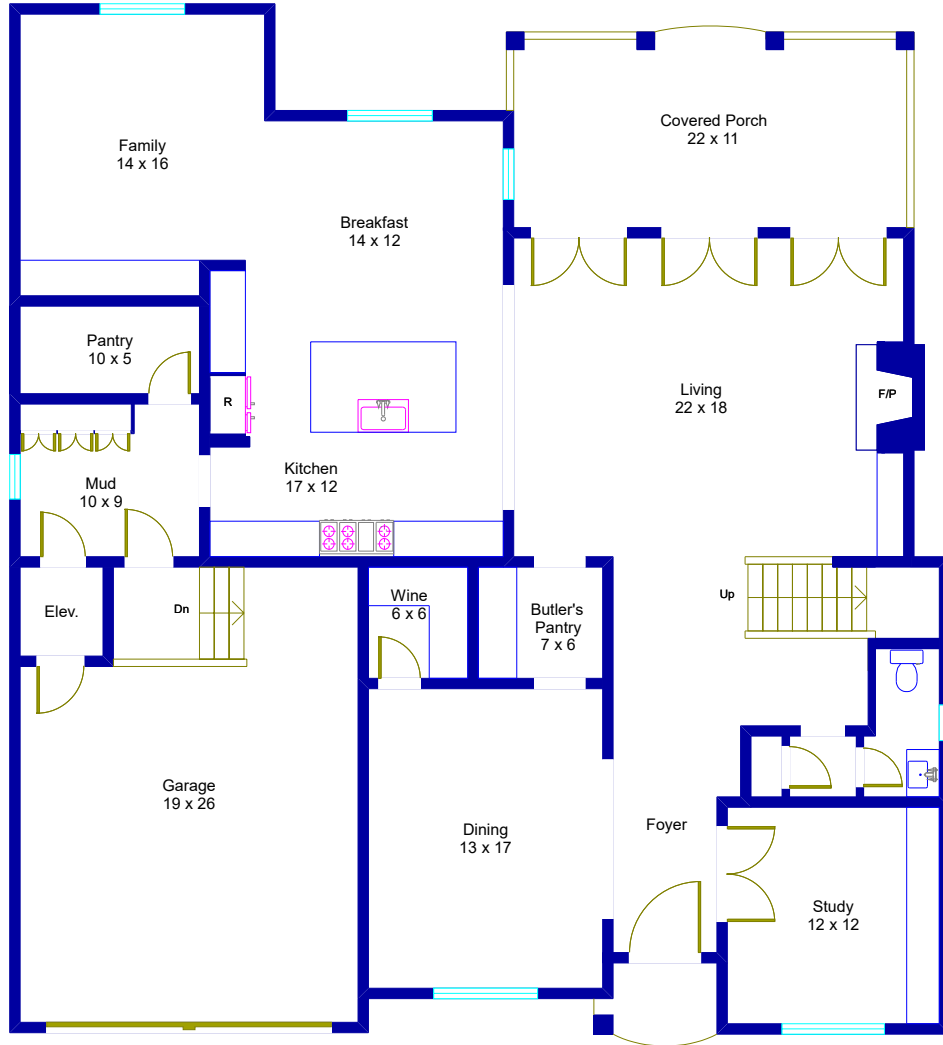 Covered Porch
22 x 11
Family
14 x 16
Breakfast
14 x 12
Pantry
10 x 5
R
Living
22 x 18
F/P
Kitchen
17 x 12
Mud
10 x 9
Elev.
Dn
Wine
6 x 6
Butler's
Pantry
7 x 6
Up
Garage
19 x 26
Dining
13 x 17
Foyer
Study
12 x 12